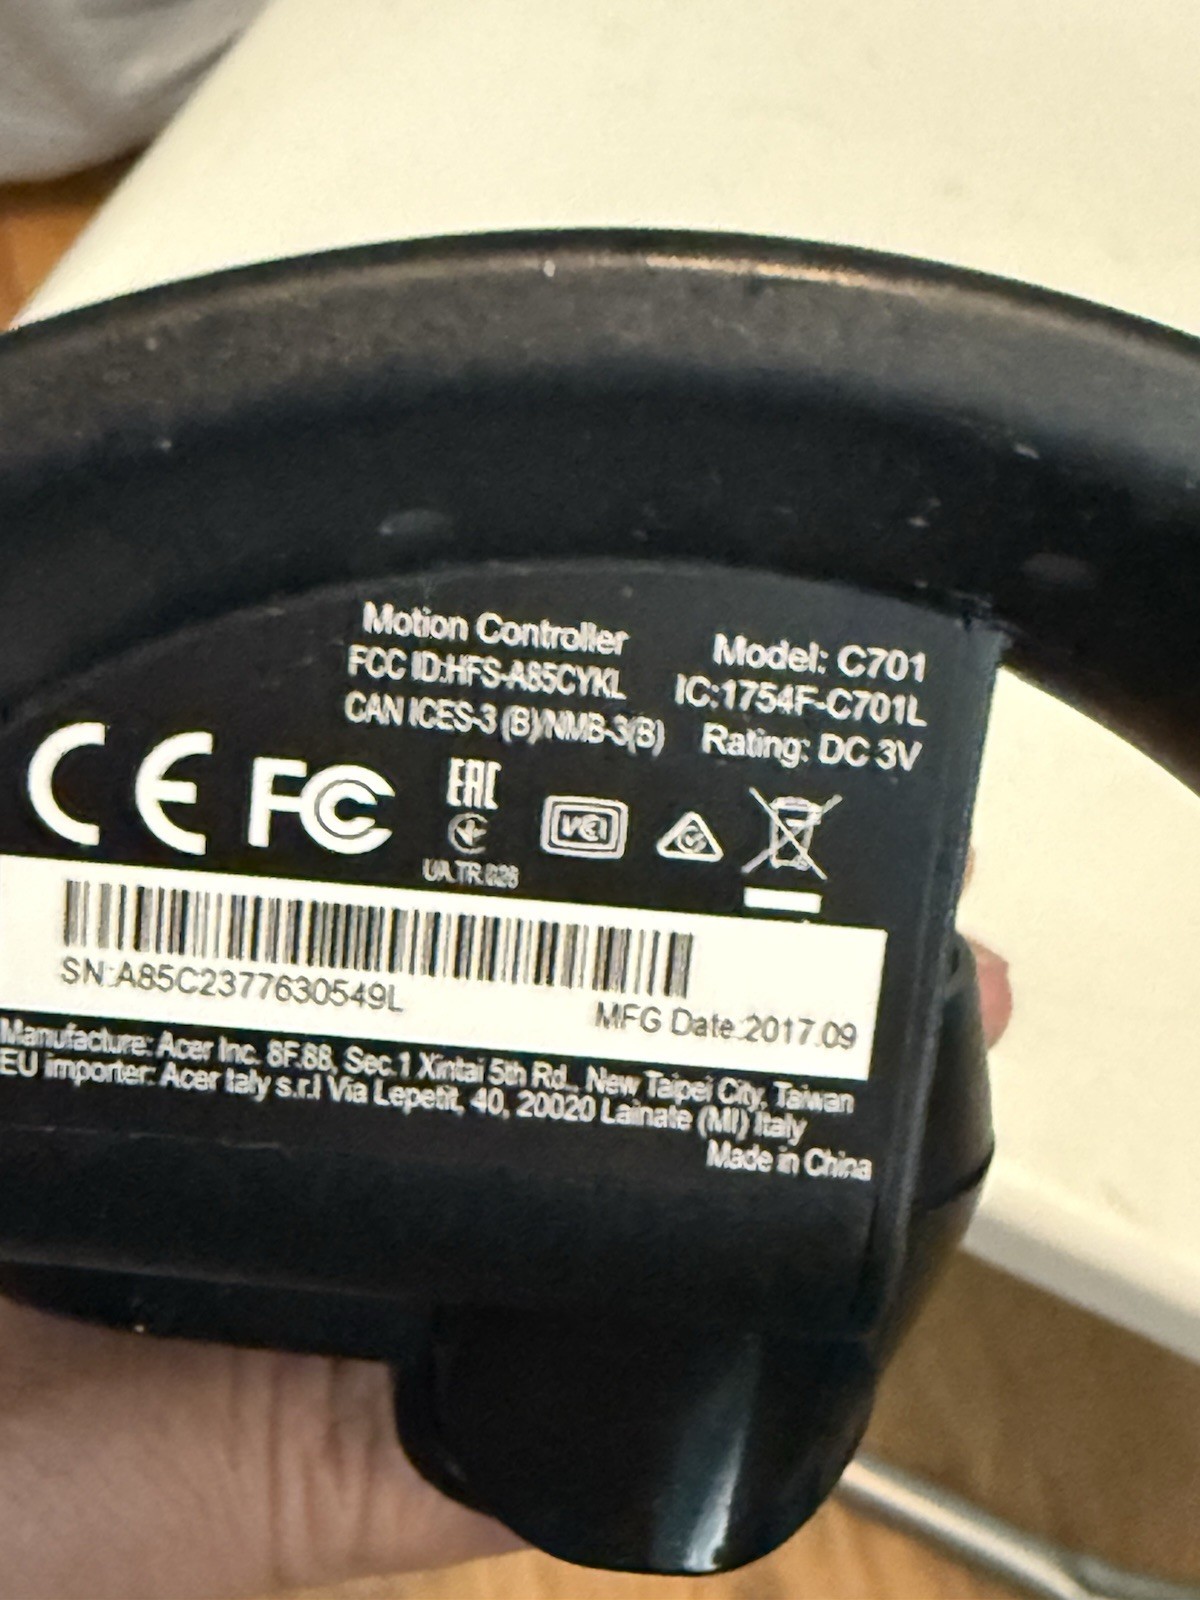 Motion Controller
Model: C701
FCC ID:HFS-A85CYKL
IC:1754F-C701L
CAN ICES-3 (B)/NMB-3(B)
Rating: DC 3V
CE FC EAC VCI
UA.TR.028
SN:A85C2377630549L
MFG Date:2017.09
Manufacture: Acer Inc. 8F.88, Sec.1 Xintai 5th Rd., New Taipei City, Taiwan
EU importer: Acer Italy s.r.l Via Lepetit, 40, 20020 Lainate (MI) Italy
Made in China